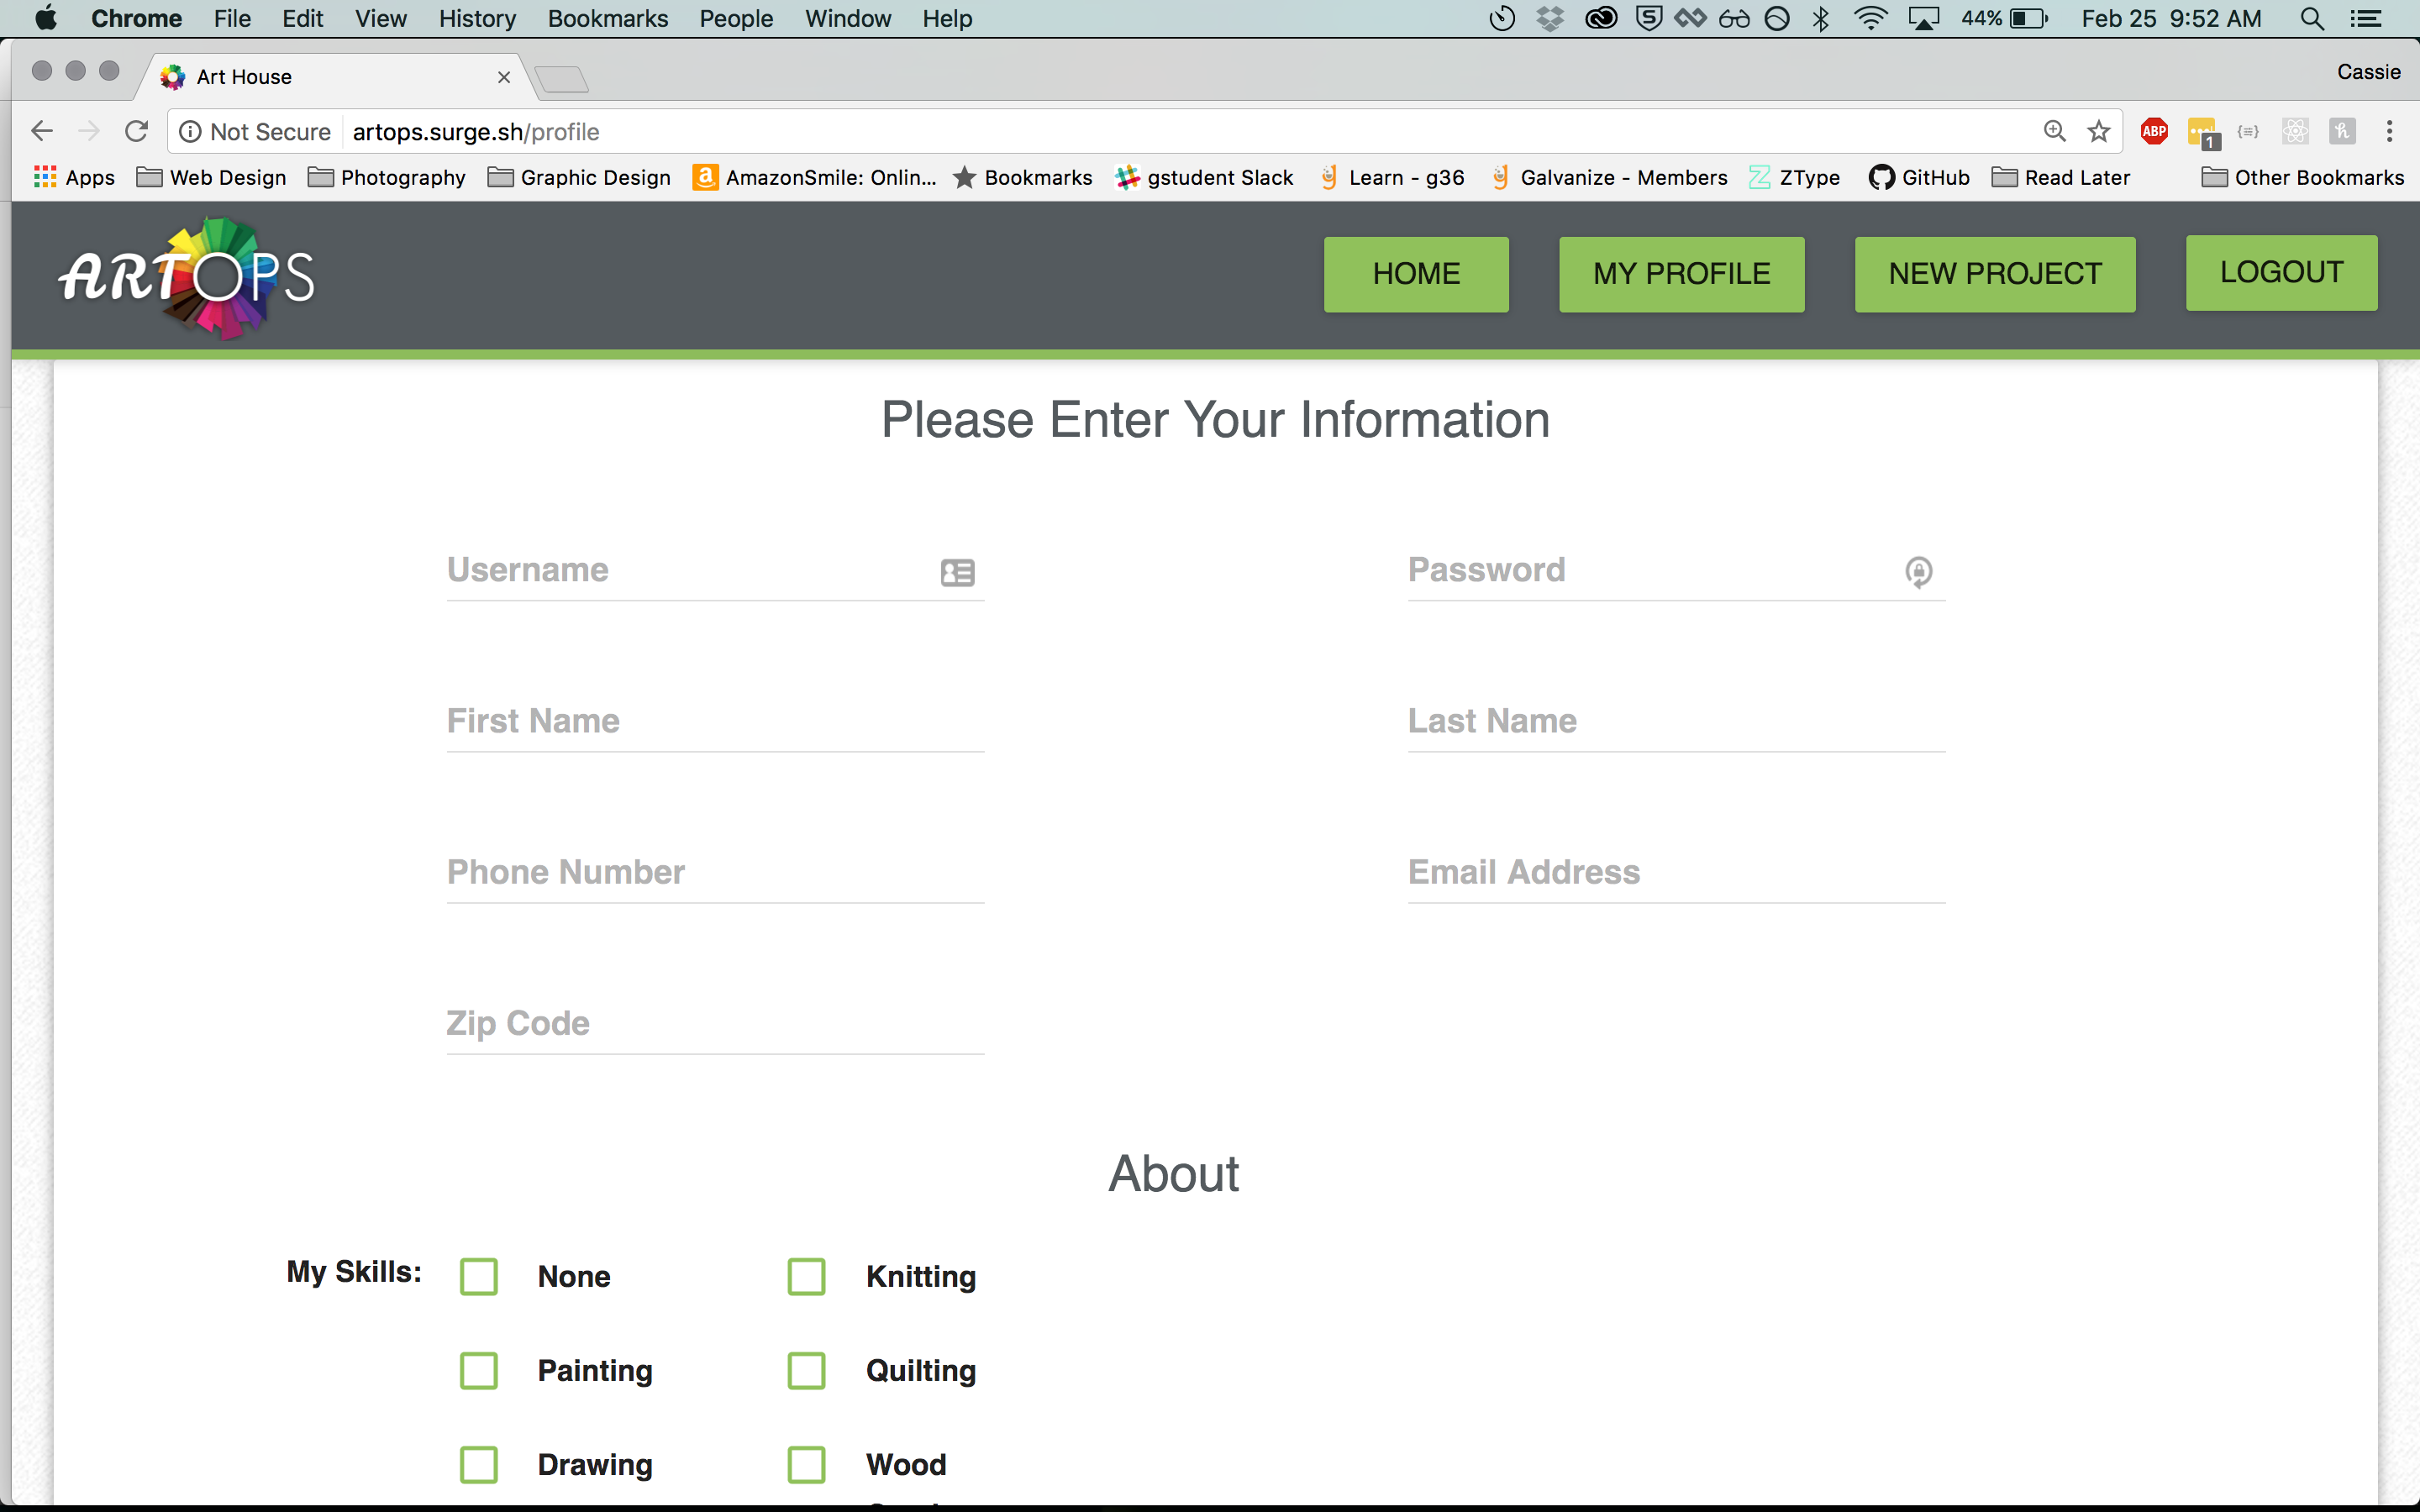 Chrome File Edit View History Bookmarks People Window Help 44% Feb 25 9:52 AM
Art House Cassie
Not Secure artops.surge.sh/profile ABP 1
Apps Web Design Photography Graphic Design AmazonSmile: Onlin... Bookmarks gstudent Slack Learn - g36 Galvanize - Members ZType GitHub Read Later Other Bookmarks
ARTOPS HOME MY PROFILE NEW PROJECT LOGOUT
Please Enter Your Information
Username Password
First Name Last Name
Phone Number Email Address
Zip Code
About
My Skills: None Knitting
Painting Quilting
Drawing Wood